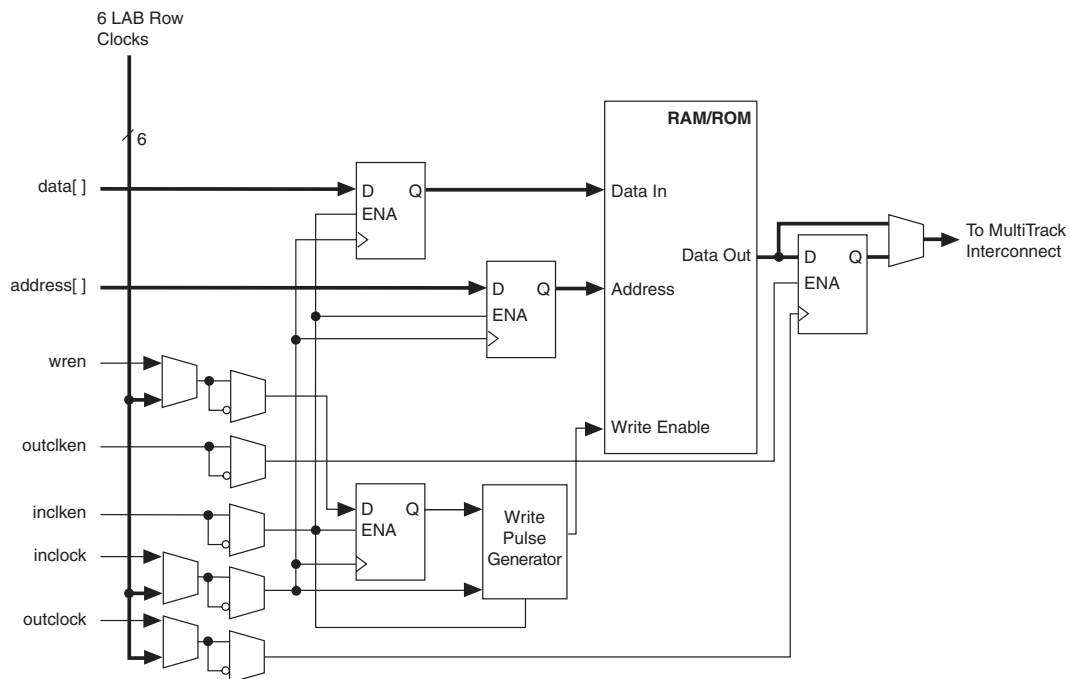 6 LAB Row
Clocks
6
RAM/ROM
data[ ]
D Q
ENA
Data In
Data Out
To MultiTrack
Interconnect
D Q
ENA
address[ ]
D Q
ENA
Address
wren
Write Enable
outclken
inclken
D Q
ENA
Write
Pulse
Generator
inclock
outclock